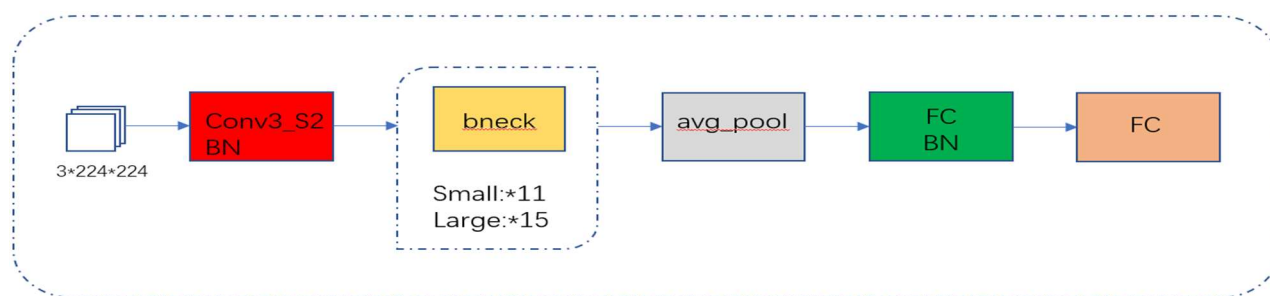 Conv3_S2
BN
3*224*224
bneck
Small:*11
Large:*15
avg_pool
FC
BN
FC